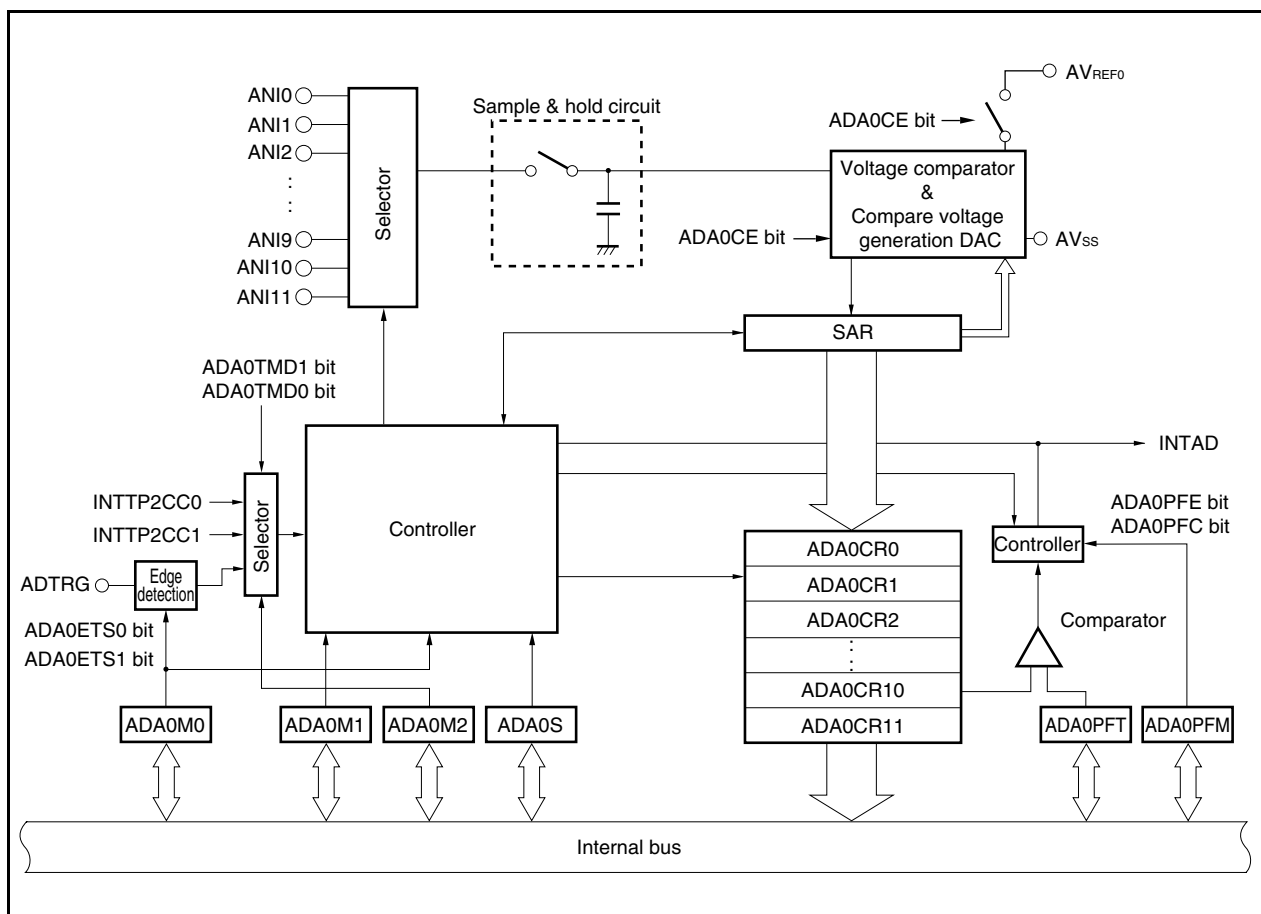 ANI0
ANI1
ANI2
ANI9
ANI10
ANI11
Selector
Sample & hold circuit
ADA0CE bit
AVREF0
Voltage comparator
&
Compare voltage
generation DAC
ADA0CE bit
AVSS
SAR
ADA0TMD1 bit
ADA0TMD0 bit
INTTP2CC0
INTTP2CC1
ADTRG
Edge
detection
Selector
Controller
INTAD
ADA0PFE bit
ADA0PFC bit
Controller
Comparator
ADA0ETS0 bit
ADA0ETS1 bit
ADA0CR0
ADA0CR1
ADA0CR2
ADA0CR10
ADA0CR11
ADA0M0
ADA0M1
ADA0M2
ADA0S
ADA0PFT
ADA0PFM
Internal bus